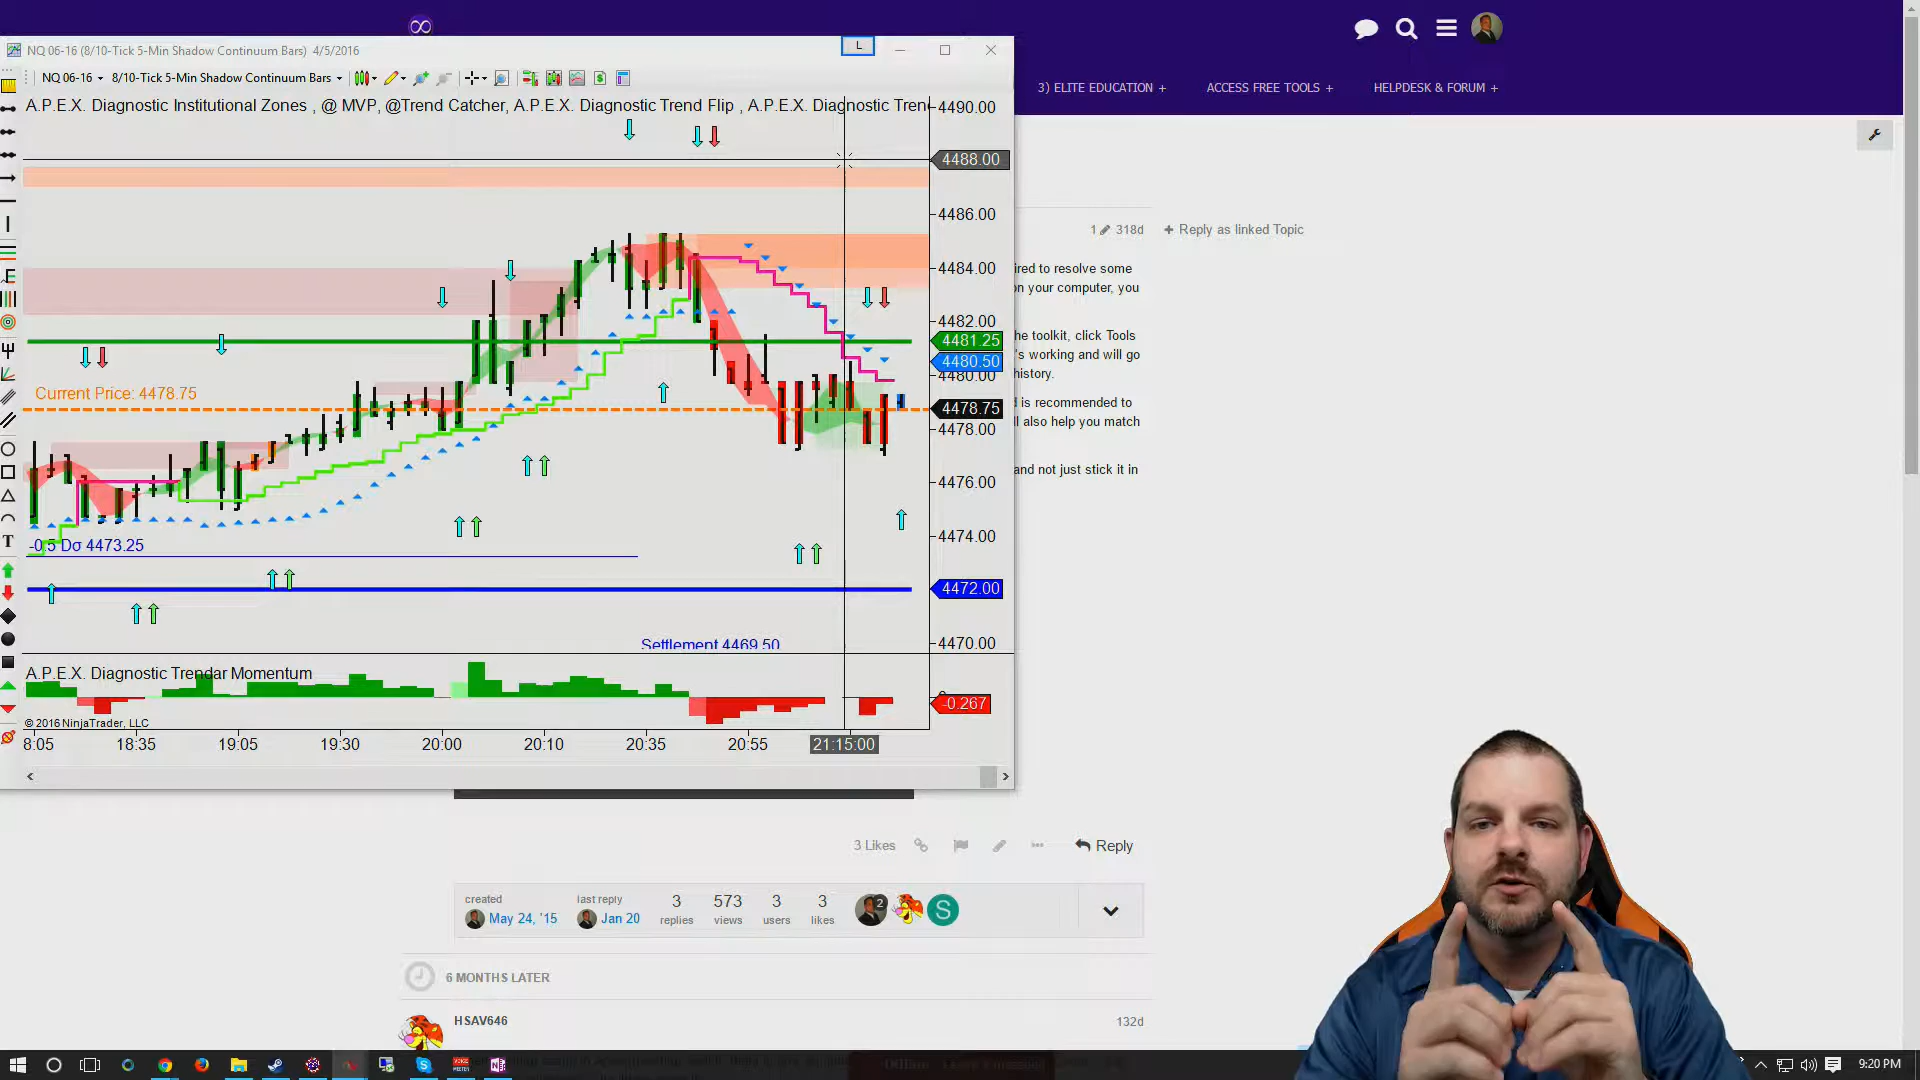 NQ 06-16 (8/10-Tick 5-Min Shadow Continuum Bars) 4/5/2016
L
NQ 06-16
8/10-Tick 5-Min Shadow Continuum Bars
A.P.E.X. Diagnostic Institutional Zones , @ MVP, @Trend Catcher, A.P.E.X. Diagnostic Trend Flip , A.P.E.X. Diagnostic Tren
4490.00
4488.00
4486.00
4484.00
4482.00
4481.25
4480.50
4480.00
Current Price: 4478.75
4478.75
4478.00
4476.00
4474.00
-0.5 Dσ 4473.25
4472.00
4470.00
Settlement 4469.50
A.P.E.X. Diagnostic Trendar Momentum
-0.267
© 2016 NinjaTrader, LLC
8:05
18:35
19:05
19:30
20:00
20:10
20:35
20:55
21:15:00
3) ELITE EDUCATION +
ACCESS FREE TOOLS +
HELPDESK & FORUM +
1
318d
+ Reply as linked Topic
ired to resolve some
on your computer, you
he toolkit, click Tools
's working and will go
history.
d is recommended to
ll also help you match
and not just stick it in
3 Likes
Reply
created
May 24, '15
last reply
Jan 20
3
replies
573
views
3
users
3
likes
2
S
6 MONTHS LATER
HSAV646
132d
9:20 PM